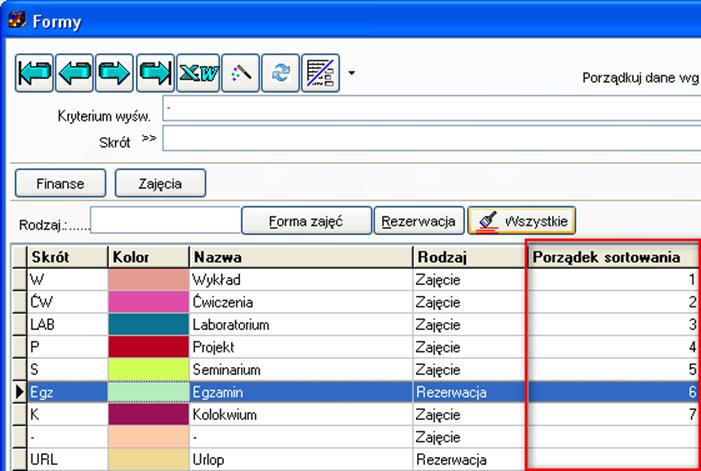 Formy
XW
Porządkuj dane wg
Kryterium wyśw. -
Skrót >>
Finanse Zajęcia
Rodzaj.:...... Forma zajęć Rezerwacja Wszystkie
Skrót Kolor Nazwa Rodzaj Porządek sortowania
W Wykład Zajęcie 1
ĆW Ćwiczenia Zajęcie 2
LAB Laboratorium Zajęcie 3
P Projekt Zajęcie 4
S Seminarium Zajęcie 5
Egz Egzamin Rezerwacja 6
K Kolokwium Zajęcie 7
- - Zajęcie
URL Urlop Rezerwacja